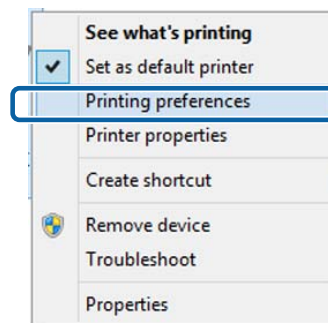 See what's printing
Set as default printer
Printing preferences
Printer properties
Create shortcut
Remove device
Troubleshoot
Properties